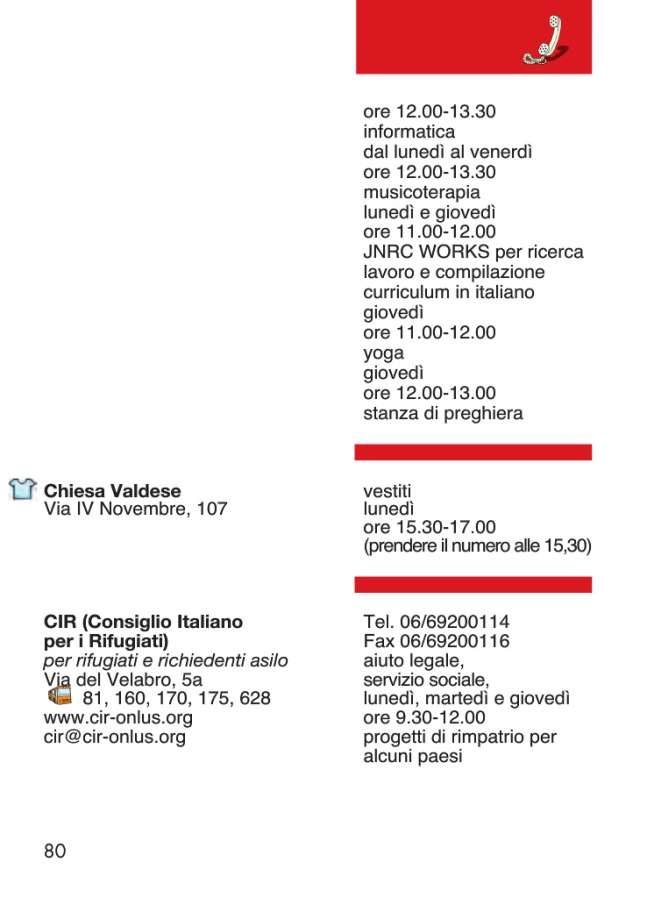 ore 12.00-13.30
informatica
dal lunedì al venerdì
ore 12.00-13.30
musicoterapia
lunedì e giovedì
ore 11.00-12.00
JNRC WORKS per ricerca
lavoro e compilazione
curriculum in italiano
giovedì
ore 11.00-12.00
yoga
giovedì
ore 12.00-13.00
stanza di preghiera
Chiesa Valdese
Via IV Novembre, 107
vestiti
lunedì
ore 15.30-17.00
(prendere il numero alle 15,30)
CIR (Consiglio Italiano
per i Rifugiati)
per rifugiati e richiedenti asilo
Via del Velabro, 5a
81, 160, 170, 175, 628
www.cir-onlus.org
cir@cir-onlus.org
Tel. 06/69200114
Fax 06/69200116
aiuto legale,
servizio sociale,
lunedì, martedì e giovedì
ore 9.30-12.00
progetti di rimpatrio per
alcuni paesi
80